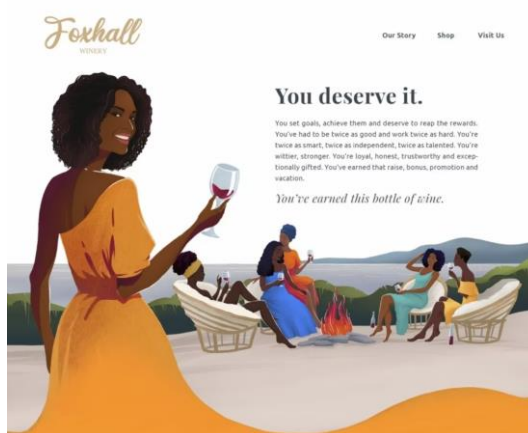 Foxhall
WINERY
Our Story Shop Visit Us
You deserve it.
You set goals, achieve them and deserve to reap the rewards.
You've had to be twice as good and work twice as hard. You're
twice as smart, twice as independent, twice as talented. You're
wittier, stronger. You're loyal, honest, trustworthy and excep-
tionally gifted. You've earned that raise, bonus, promotion and
vacation.
You've earned this bottle of wine.